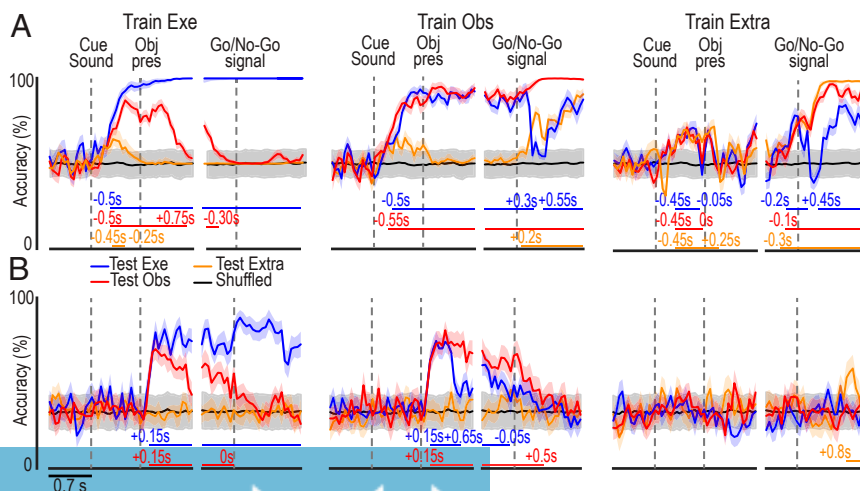 A
Train Exe
Train Obs
Train Extra
Cue Sound
Obj pres
Cue Sound
Obj pres
Go/No-Go signal
Cue Sound
Obj pres
Go/No-Go signal
100
Accuracy (%)
0
-0.5s
-0.5s
+0.75s
-0.30s
-0.45s
-0.25s
-0.5s
+0.3s
+0.55s
-0.55s
+0.2s
-0.45s
-0.05s
-0.2s
+0.45s
-0.45s
0s
-0.1s
-0.45s
+0.25s
-0.3s
B
Test Exe
Test Extra
Test Obs
Shuffled
100
Accuracy (%)
0
+0.15s
+0.15s
0s
+0.15s
+0.65s
-0.05s
+0.15s
+0.5s
+0.8s
0.7 s